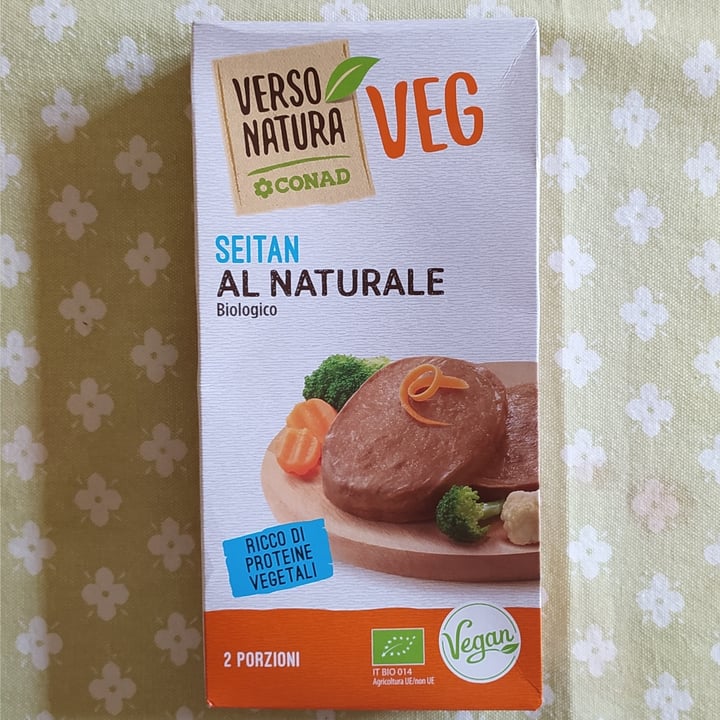 VERSO
NATURA
CONAD
VEG
SEITAN
AL NATURALE
Biologico
RICCO DI
PROTEINE
VEGETALI
2 PORZIONI
IT BIO 014
Agricoltura UE/non UE
Vegan